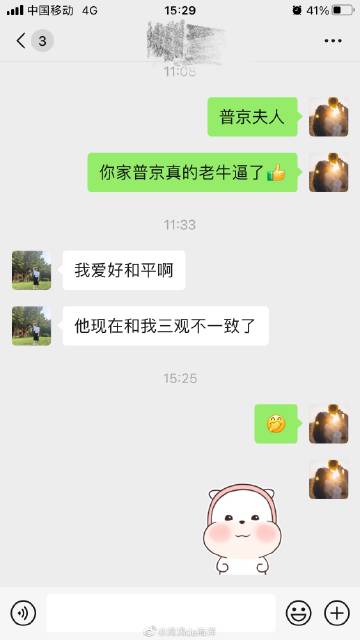 中国移动 4G 15:29 41%
3
11:05
普京夫人
你家普京真的老牛逼了👍
11:33
我爱好和平啊
他现在和我三观不一致了
15:25